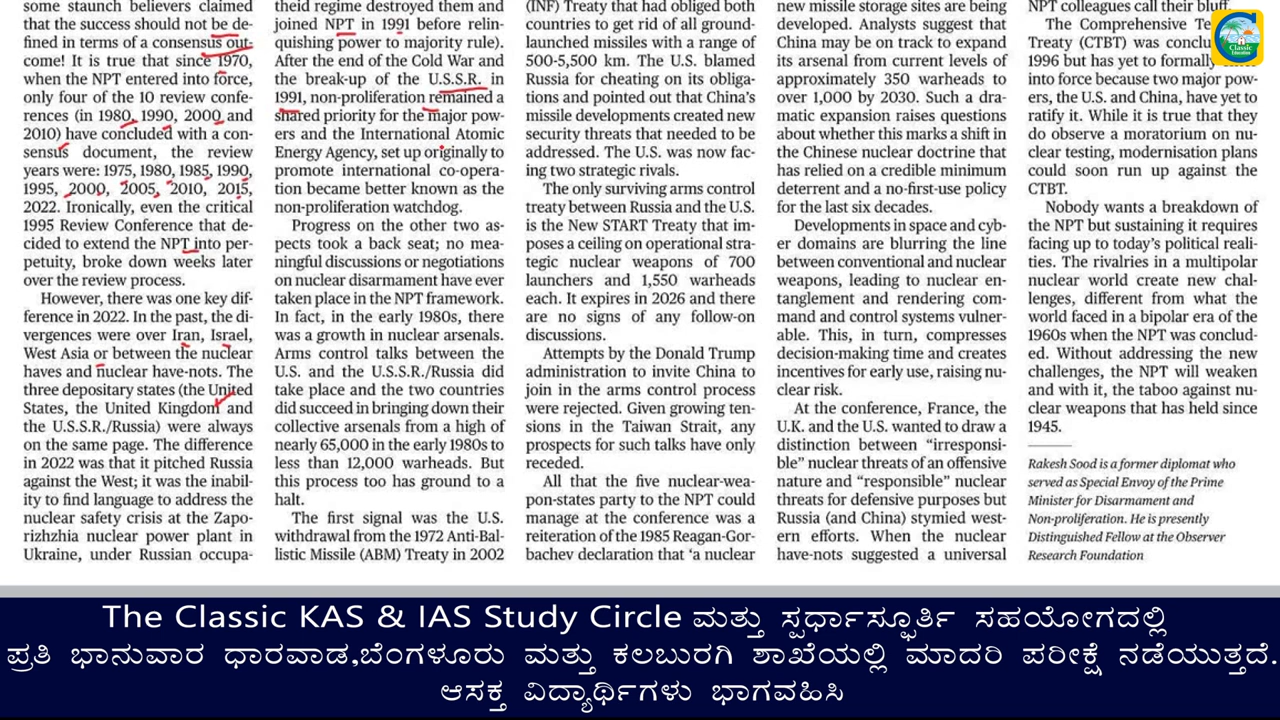 some staunch believers claimed
that the success should not be de-
fined in terms of a consensus out-
come! It is true that since 1970,
when the NPT entered into force,
only four of the 10 review confe-
rences (in 1980, 1990, 2000 and
2010) have concluded with a con-
sensus document, the review
years were: 1975, 1980, 1985, 1990,
1995, 2000, 2005, 2010, 2015,
2022. Ironically, even the critical
1995 Review Conference that de-
cided to extend the NPT into per-
petuity, broke down weeks later
over the review process.
However, there was one key dif-
ference in 2022. In the past, the di-
vergences were over Iran, Israel,
West Asia or between the nuclear
haves and nuclear have-nots. The
three depositary states (the United
States, the United Kingdom and
the U.S.S.R./Russia) were always
on the same page. The difference
in 2022 was that it pitched Russia
against the West; it was the inabil-
ity to find language to address the
nuclear safety crisis at the Zapo-
rizhzhia nuclear power plant in
Ukraine, under Russian occupa-
theid regime destroyed them and
joined NPT in 1991 before relin-
quishing power to majority rule).
After the end of the Cold War and
the break-up of the U.S.S.R. in
1991, non-proliferation remained a
shared priority for the major pow-
ers and the International Atomic
Energy Agency, set up originally to
promote international co-opera-
tion became better known as the
non-proliferation watchdog.
Progress on the other two as-
pects took a back seat; no mea-
ningful discussions or negotiations
on nuclear disarmament have ever
taken place in the NPT framework.
In fact, in the early 1980s, there
was a growth in nuclear arsenals.
Arms control talks between the
U.S. and the U.S.S.R./Russia did
take place and the two countries
did succeed in bringing down their
collective arsenals from a high of
nearly 65,000 in the early 1980s to
less than 12,000 warheads. But
this process too has ground to a
halt.
The first signal was the U.S.
withdrawal from the 1972 Anti-Bal-
listic Missile (ABM) Treaty in 2002
(INF) Treaty that had obliged both
countries to get rid of all ground-
launched missiles with a range of
500-5,500 km. The U.S. blamed
Russia for cheating on its obliga-
tions and pointed out that China's
missile developments created new
security threats that needed to be
addressed. The U.S. was now fac-
ing two strategic rivals.
The only surviving arms control
treaty between Russia and the U.S.
is the New START Treaty that im-
poses a ceiling on operational stra-
tegic nuclear weapons of 700
launchers and 1,550 warheads
each. It expires in 2026 and there
are no signs of any follow-on
discussions.
Attempts by the Donald Trump
administration to invite China to
join in the arms control process
were rejected. Given growing ten-
sions in the Taiwan Strait, any
prospects for such talks have only
receded.
All that the five nuclear-wea-
pon-states party to the NPT could
manage at the conference was a
reiteration of the 1985 Reagan-Gor-
bachev declaration that 'a nuclear
new missile storage sites are being
developed. Analysts suggest that
China may be on track to expand
its arsenal from current levels of
approximately 350 warheads to
over 1,000 by 2030. Such a dra-
matic expansion raises questions
about whether this marks a shift in
the Chinese nuclear doctrine that
has relied on a credible minimum
deterrent and a no-first-use policy
for the last six decades.
Developments in space and cyb-
er domains are blurring the line
between conventional and nuclear
weapons, leading to nuclear en-
tanglement and rendering com-
mand and control systems vulner-
able. This, in turn, compresses
decision-making time and creates
incentives for early use, raising nu-
clear risk.
At the conference, France, the
U.K. and the U.S. wanted to draw a
distinction between “irresponsi-
ble” nuclear threats of an offensive
nature and “responsible” nuclear
threats for defensive purposes but
Russia (and China) stymied west-
ern efforts. When the nuclear
have-nots suggested a universal
NPT colleagues call their bluff.
The Comprehensive
Treaty (CTBT) was
1996 but has yet to formally
into force because two major pow-
ers, the U.S. and China, have yet to
ratify it. While it is true that they
do observe a moratorium on nu-
clear testing, modernisation plans
could soon run up against the
CTBT.
Nobody wants a breakdown of
the NPT but sustaining it requires
facing up to today's political reali-
ties. The rivalries in a multipolar
nuclear world create new chal-
lenges, different from what the
world faced in a bipolar era of the
1960s when the NPT was conclud-
ed. Without addressing the new
challenges, the NPT will weaken
and with it, the taboo against nu-
clear weapons that has held since
1945.
Rakesh Sood is a former diplomat who
served as Special Envoy of the Prime
Minister for Disarmament and
Non-proliferation. He is presently
Distinguished Fellow at the Observer
Research Foundation
Classic
Education
The Classic KAS & IAS Study Circle ಮತ್ತು ಸ್ಪರ್ಧಾಸ್ಫೂರ್ತಿ ಸಹಯೋಗದಲ್ಲಿ
ಪ್ರತಿ ಭಾನುವಾರ ಧಾರವಾಡ,ಬೆಂಗಳೂರು ಮತ್ತು ಕಲಬುರಗಿ ಶಾಖೆಯಲ್ಲಿ ಮಾದರಿ ಪರೀಕ್ಷೆ ನಡೆಯುತ್ತದೆ.
ಆಸಕ್ತ ವಿದ್ಯಾರ್ಥಿಗಳು ಭಾಗವಹಿಸಿ